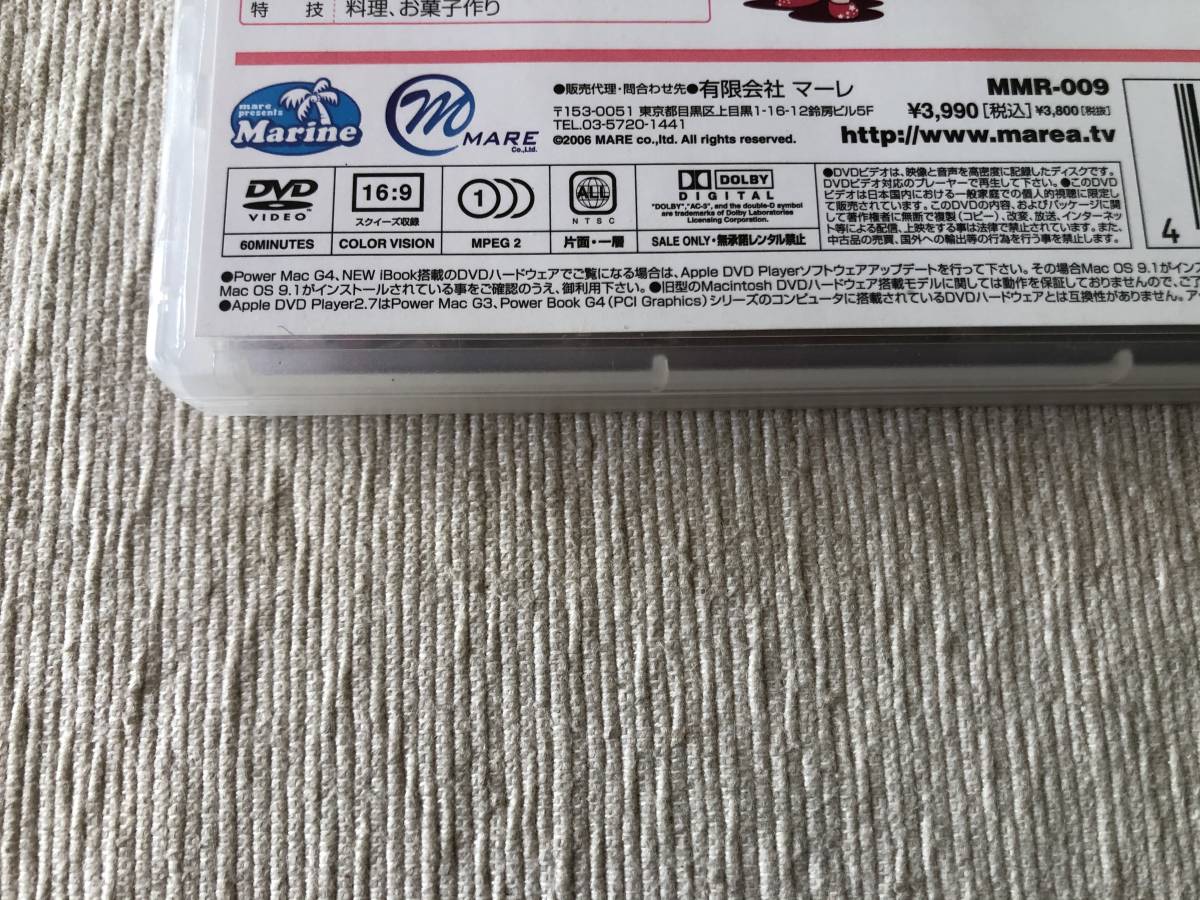 特 技 料理、お菓子作り
mare
presents
Marine
m
MARE
Co.,Ltd.
●販売代理・問合わせ先●有限会社 マーレ
〒153-0051 東京都目黒区上目黒1-16-12鈴房ビル5F
TEL.03-5720-1441
©2006 MARE co.,ltd. All rights reserved.
MMR-009
¥3,990[税込]¥3,800[税抜]
http://www.marea.tv
DVD
VIDEO™
60MINUTES
16:9
スクイーズ収録
COLOR VISION
1
MPEG 2
ALL
NTSC
片面・一層
DOLBY
DIGITAL
"DOLBY","AC-3", and the double-D symbol
are trademarks of Dolby Laboratories
Licensing Corporation.
SALE ONLY・無承諾レンタル禁止
●DVDビデオは、映像と音声を高密度に記録したディスクです。
DVDビデオ対応のプレーヤーで再生して下さい。●このDVD
ビデオは日本国内における一般家庭での個人的視聴に限定し
て販売されています。このDVDの内容、およびパッケージに関
して著作権者に無断で複製(コピー)、改変、放送、インターネッ
ト等による配信、上映をする事は法律で禁止されています。また、
中古品の売買、国外への輸出等の行為を行う事を禁止します。
4
●Power Mac G4、NEW iBook搭載のDVDハードウェアでご覧になる場合は、Apple DVD Playerソフトウェアアップデートを行って下さい。その場合Mac OS 9.1がインス
Mac OS 9.1がインストールされている事をご確認のうえ、御利用下さい。●旧型のMacintosh DVDハードウェア搭載モデルに関しては動作を保証しておりませんので、ご了
●Apple DVD Player2.7はPower Mac G3、Power Book G4(PCI Graphics)シリーズのコンピュータに搭載されているDVDハードウェアとは互換性がありません。ア